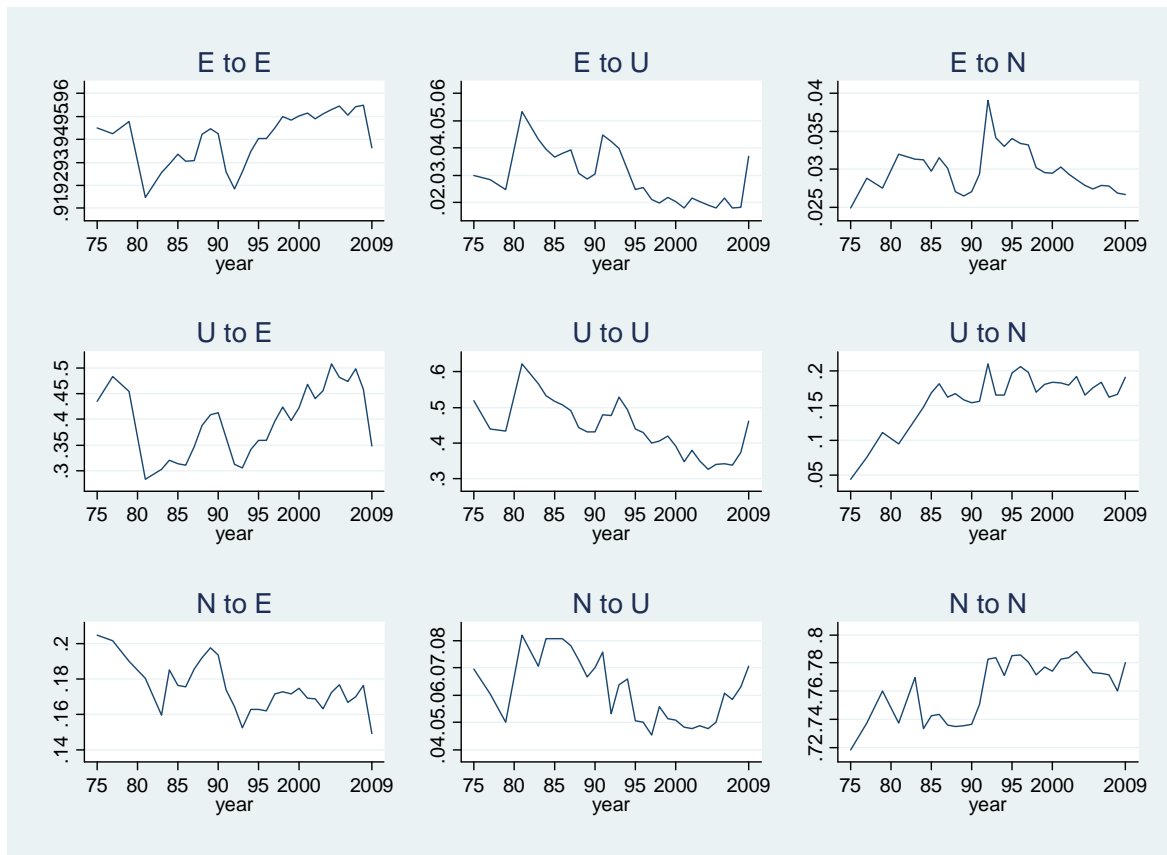 E to E E to U E to N
.91.92.93.94.95.96 .02.03.04.05.06 .025 .03 .035 .04
75 80 85 90 95 2000 2009 75 80 85 90 95 2000 2009 75 80 85 90 95 2000 2009
year year year
U to E U to U U to N
.3 .35 .4 .45 .5 .3 .4 .5 .6 .05 .1 .15 .2
75 80 85 90 95 2000 2009 75 80 85 90 95 2000 2009 75 80 85 90 95 2000 2009
year year year
N to E N to U N to N
.14 .16 .18 .2 .04.05.06.07.08 .72.74.76.78.8
75 80 85 90 95 2000 2009 75 80 85 90 95 2000 2009 75 80 85 90 95 2000 2009
year year year